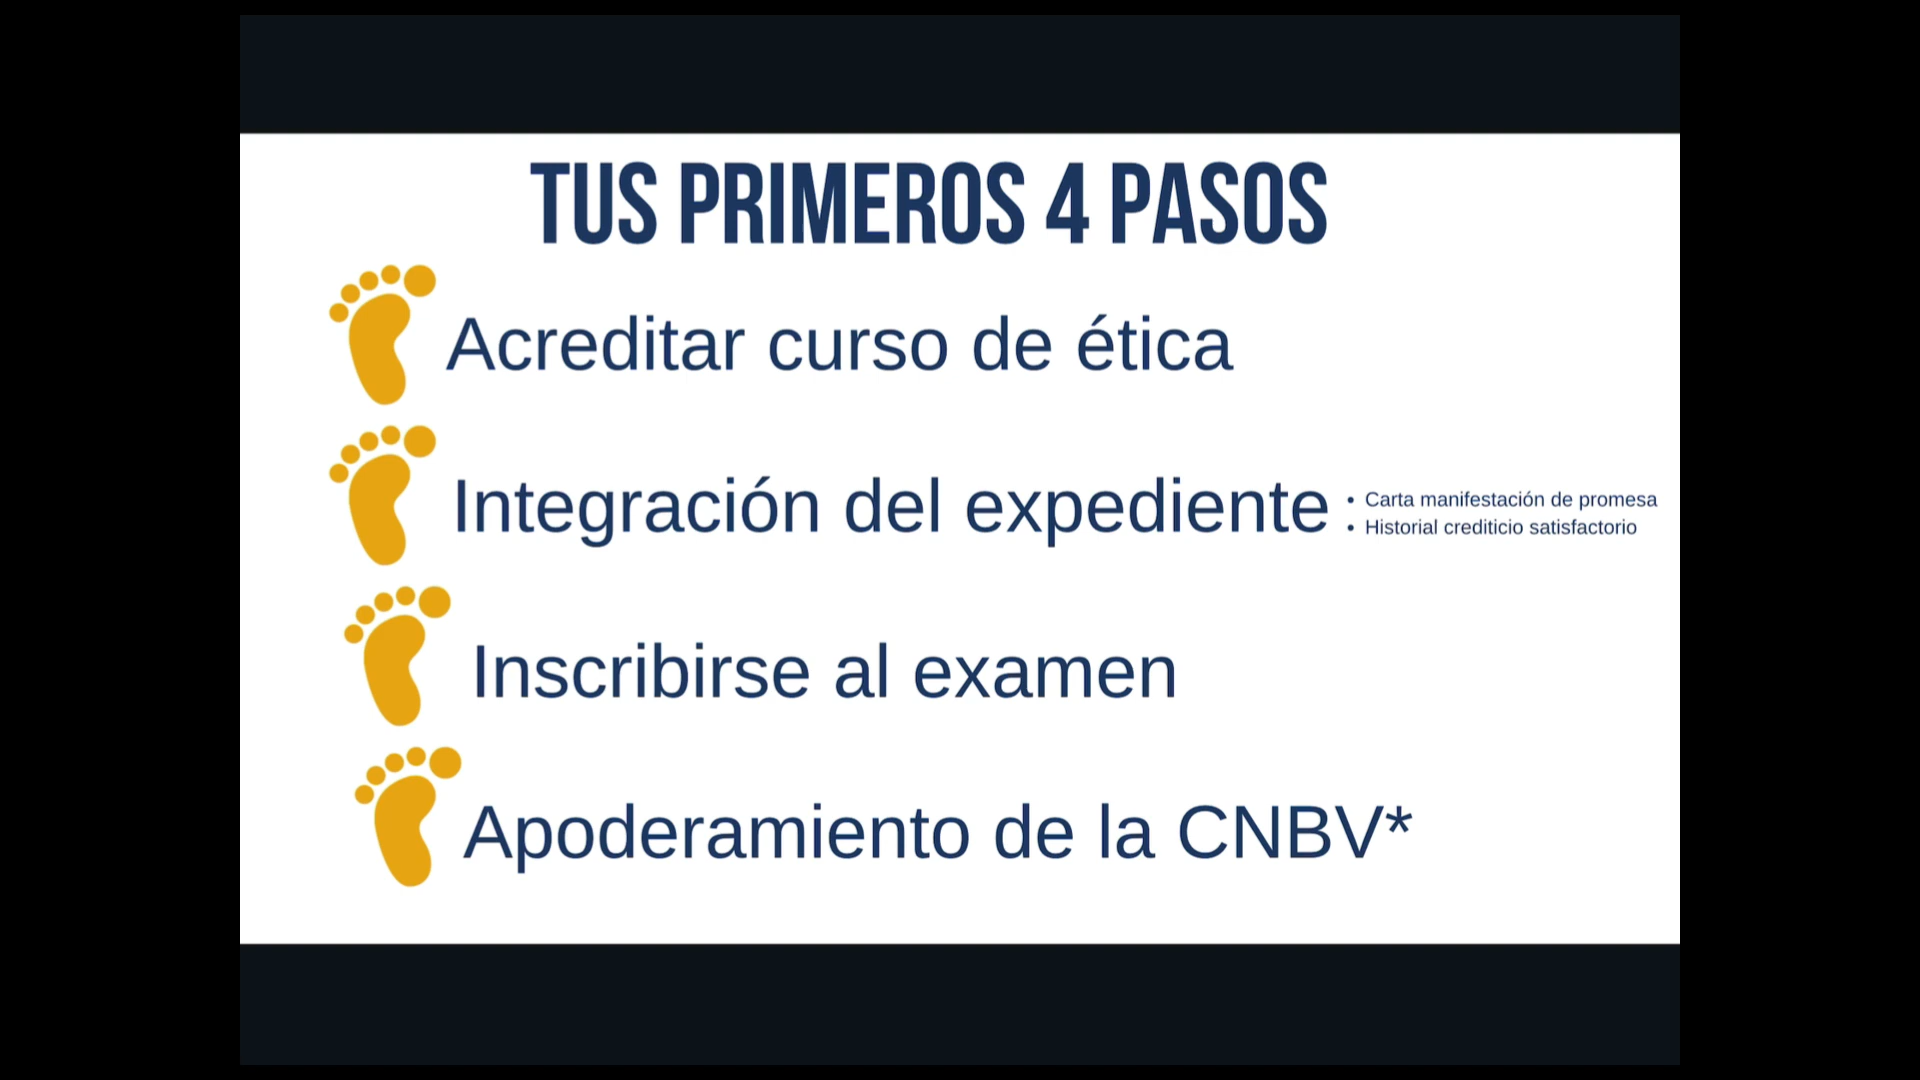 TUS PRIMEROS 4 PASOS
Acreditar curso de ética
Integración del expediente
• Carta manifestación de promesa
• Historial crediticio satisfactorio
Inscribirse al examen
Apoderamiento de la CNBV*